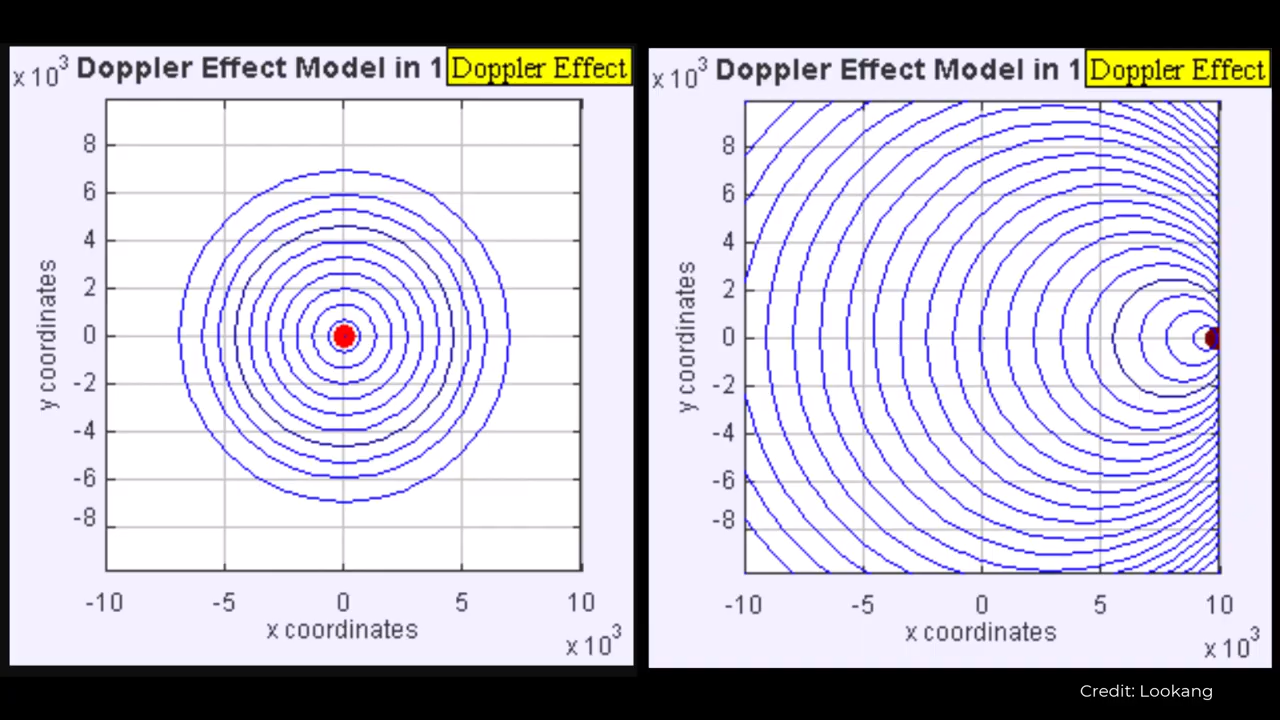 x 10³ Doppler Effect Model in 1 Doppler Effect
8
6
4
2
0
-2
-4
-6
-8
y coordinates
-10 -5 0 5 10
x coordinates
x 10³
x 10³ Doppler Effect Model in 1 Doppler Effect
8
6
4
2
0
-2
-4
-6
-8
y coordinates
-10 -5 0 5 10
x coordinates
x 10³
Credit: Lookang